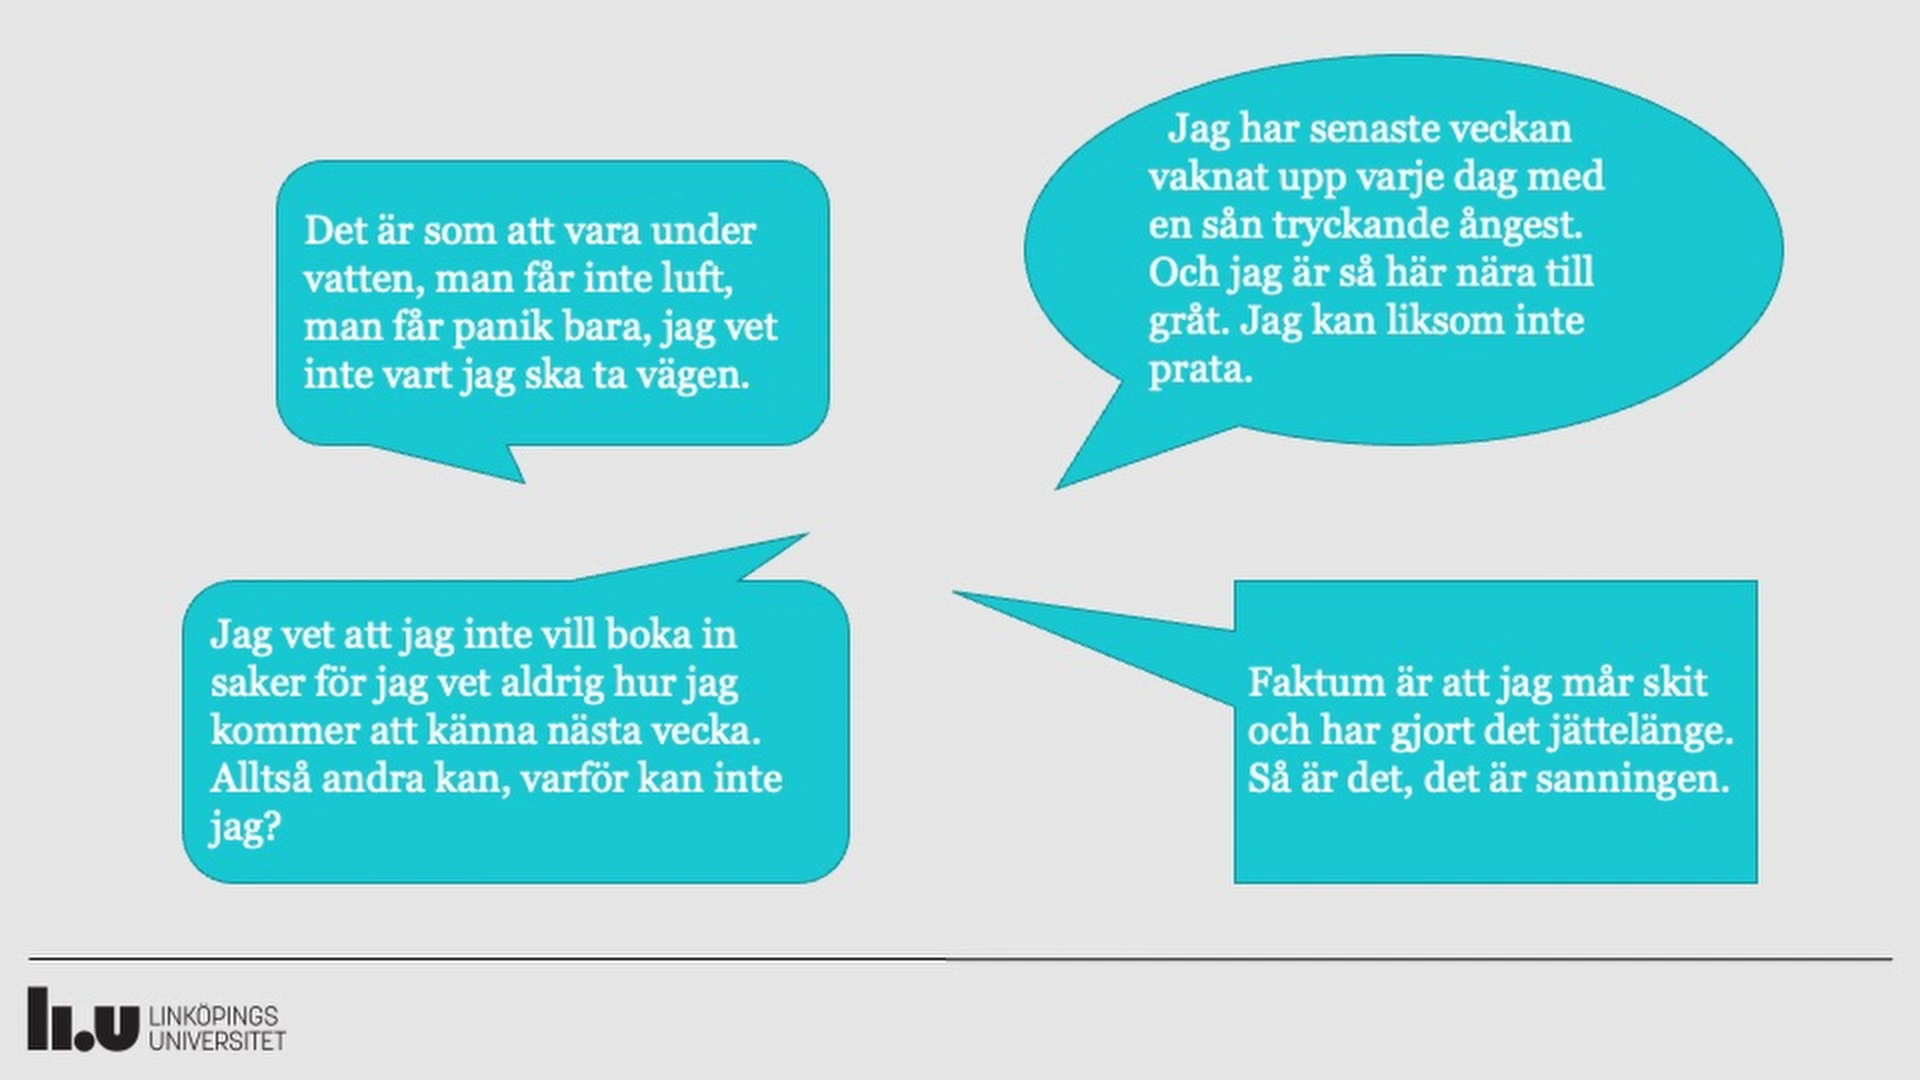 Det är som att vara under
vatten, man får inte luft,
man får panik bara, jag vet
inte vart jag ska ta vägen.
Jag har senaste veckan
vaknat upp varje dag med
en sån tryckande ångest.
Och jag är så här nära till
gråt. Jag kan liksom inte
prata.
Jag vet att jag inte vill boka in
saker för jag vet aldrig hur jag
kommer att känna nästa vecka.
Alltså andra kan, varför kan inte
jag?
Faktum är att jag mår skit
och har gjort det jättelänge.
Så är det, det är sanningen.
li.u LINKÖPINGS
UNIVERSITET